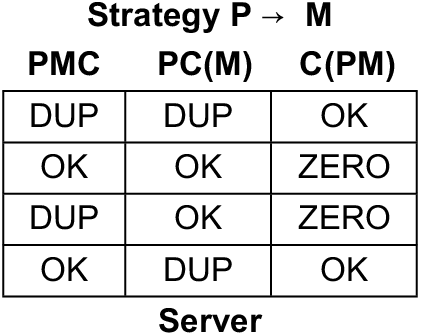 Strategy P → M
PMC PC(M) C(PM)
DUP DUP OK
OK OK ZERO
DUP OK ZERO
OK DUP OK
Server